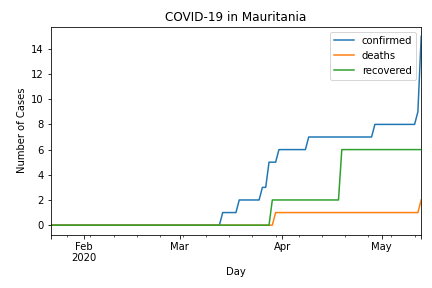 COVID-19 in Mauritania
confirmed
deaths
recovered
Number of Cases
14
12
10
8
6
4
2
0
Feb
2020
Mar
Apr
May
Day